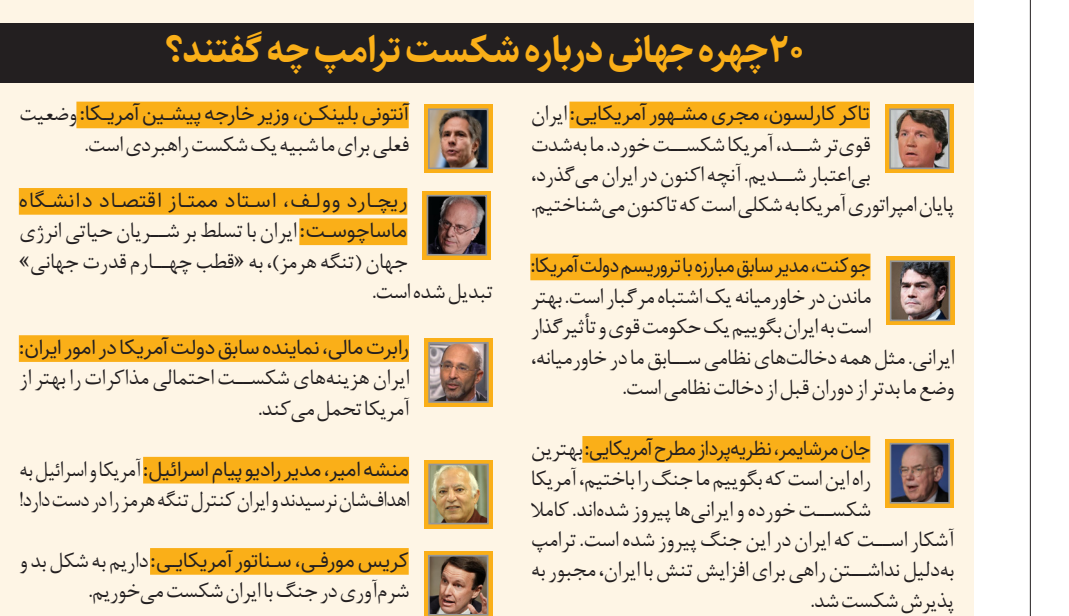 ۲۰چهره جهانی درباره شکست ترامپ چه گفتند؟
تاکر کارلسون، مجری مشهور آمریکایی: ایران
قوی‌تر شد، آمریکا شکست خورد. ما به‌شدت
بی‌اعتبار شدیم. آنچه اکنون در ایران می‌گذرد،
پایان امپراتوری آمریکا به شکلی است که تاکنون می‌شناختیم.
جو کنت، مدیر سابق مبارزه با تروریسم دولت آمریکا:
ماندن در خاورمیانه یک اشتباه مرگبار است. بهتر
است به ایران بگوییم یک حکومت قوی و تأثیرگذار
ایرانی. مثل همه دخالت‌های نظامی سابق ما در خاورمیانه،
وضع ما بدتر از دوران قبل از دخالت نظامی است.
جان مرشایمر، نظریه‌پرداز مطرح آمریکایی: بهترین
راه این است که بگوییم ما جنگ را باختیم، آمریکا
شکست خورده و ایرانی‌ها پیروز شده‌اند. کاملا
آشکار است که ایران در این جنگ پیروز شده است. ترامپ
به‌دلیل نداشتن راهی برای افزایش تنش با ایران، مجبور به
پذیرش شکست شد.
آنتونی بلینکن، وزیر خارجه پیشین آمریکا: وضعیت
فعلی برای ما شبیه یک شکست راهبردی است.
ریچارد وولف، استاد ممتاز اقتصاد دانشگاه
ماساچوست: ایران با تسلط بر شریان حیاتی انرژی
جهان (تنگه هرمز)، به «قطب چهارم قدرت جهانی»
تبدیل شده است.
رابرت مالی، نماینده سابق دولت آمریکا در امور ایران:
ایران هزینه‌های شکست احتمالی مذاکرات را بهتر از
آمریکا تحمل می‌کند.
منشه امیر، مدیر رادیو پیام اسرائیل: آمریکا و اسرائیل به
اهداف‌شان نرسیدند و ایران کنترل تنگه هرمز را در دست دارد!
کریس مورفی، سناتور آمریکایی: داریم به شکل بد و
شرم‌آوری در جنگ با ایران شکست می‌خوریم.